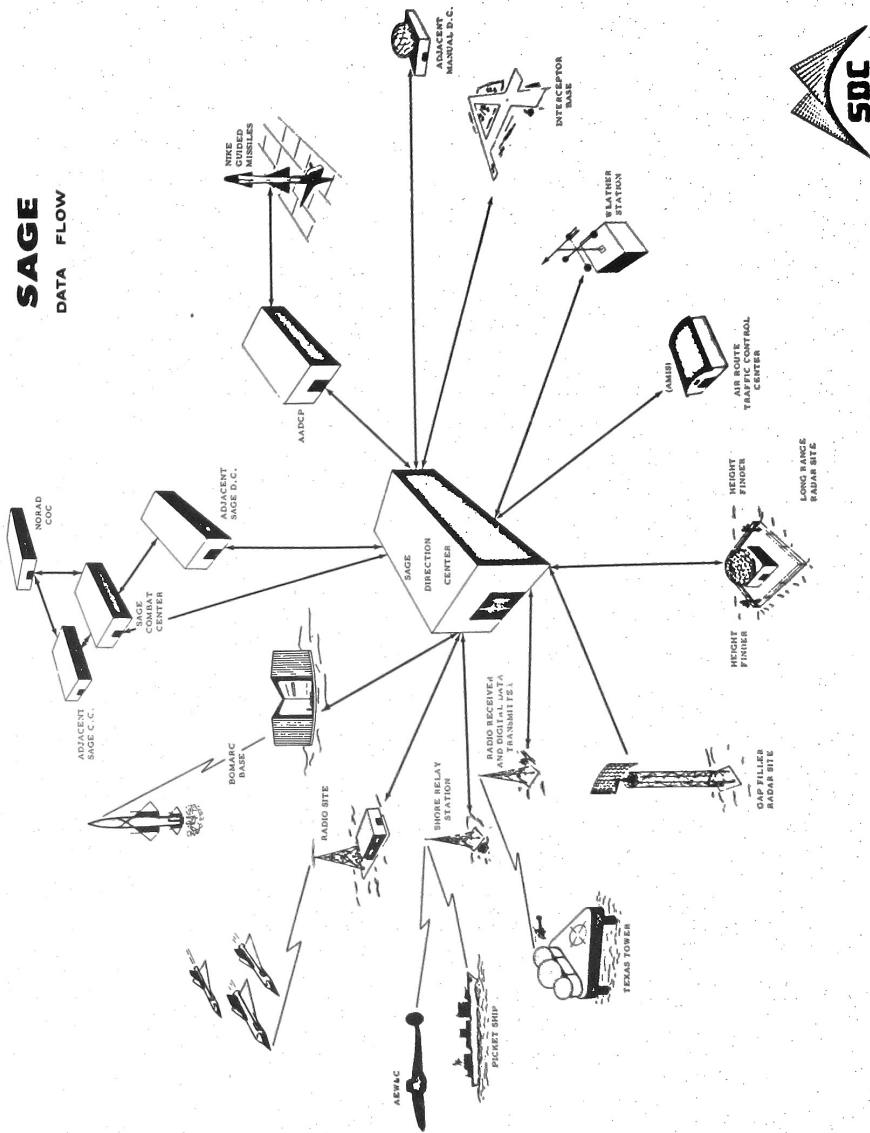 SAGE
DATA FLOW
NORAD
COC
ADJACENT
SAGE C.C.
SAGE
COMBAT
CENTER
ADJACENT
SAGE D.C.
AADCP
NIKE
GUIDED
MISSILES
ADJACENT
MANUAL D.C.
INTERCEPTOR
BASE
WEATHER
STATION
(AMIS)
AIR ROUTE
TRAFFIC CONTROL
CENTER
SAGE
DIRECTION
CENTER
BOMARC
BASE
RADIO SITE
SHORE RELAY
STATION
RADIO RECEIVER
AND DIGITAL DATA
TRANSMITTER
AEW&C
PICKET SHIP
TEXAS TOWER
GAP FILLER
RADAR SITE
HEIGHT
FINDER
HEIGHT
FINDER
LONG RANGE
RADAR SITE
SDC